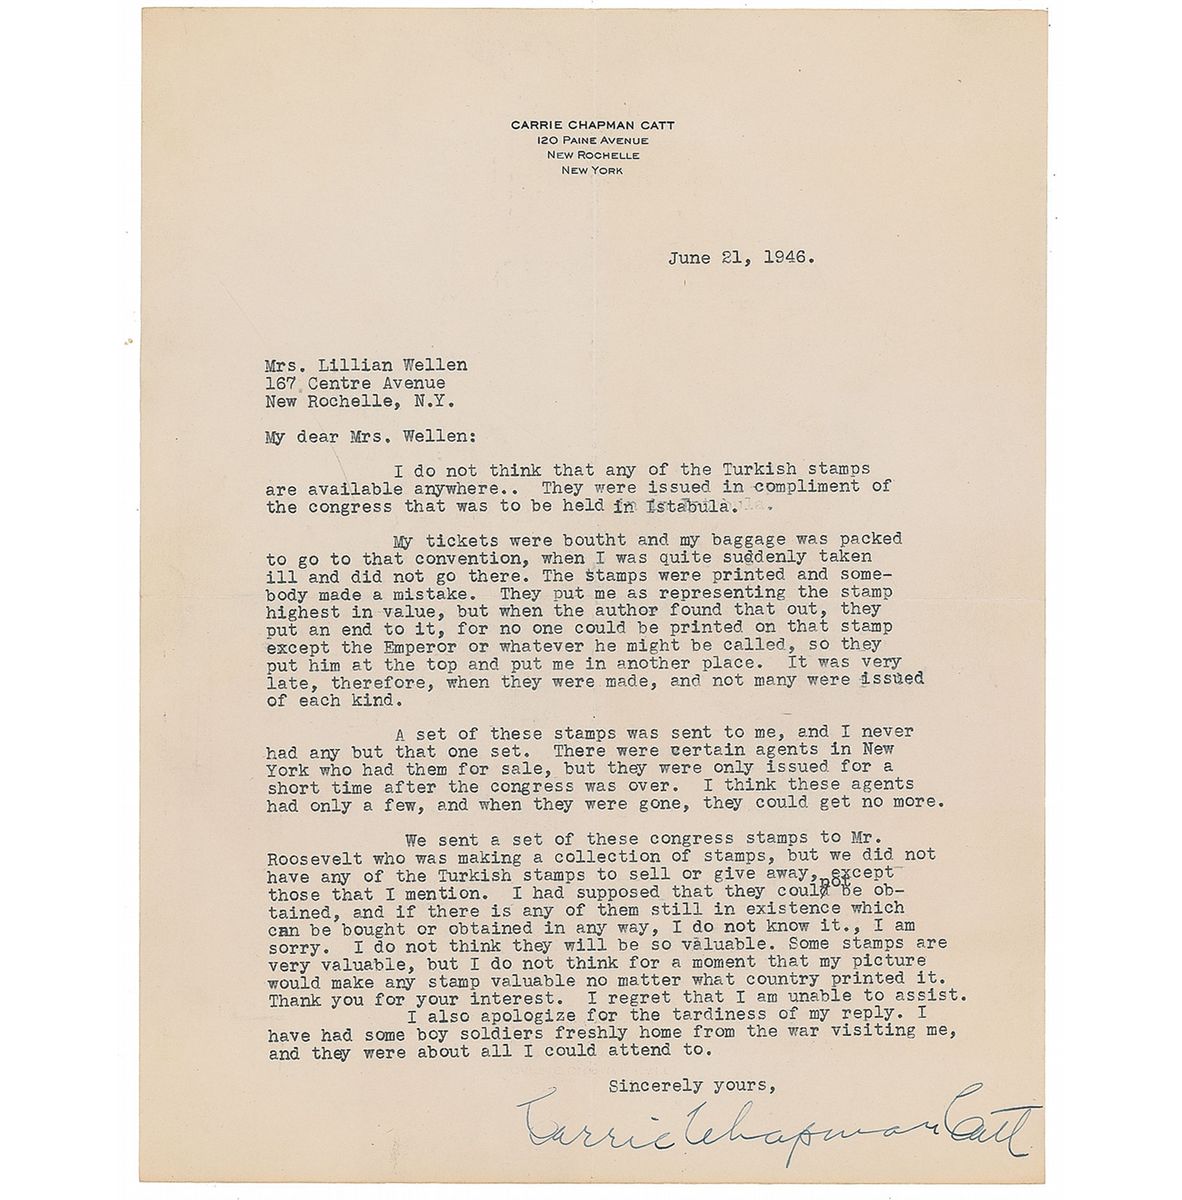 CARRIE CHAPMAN CATT
120 PAINE AVENUE
NEW ROCHELLE
NEW YORK
June 21, 1946.
Mrs. Lillian Wellen
167 Centre Avenue
New Rochelle, N.Y.
My dear Mrs. Wellen:
I do not think that any of the Turkish stamps
are available anywhere.. They were issued in compliment of
the congress that was to be held in Istabula.
My tickets were boutht and my baggage was packed
to go to that convention, when I was quite suddenly taken
ill and did not go there. The stamps were printed and some-
body made a mistake. They put me as representing the stamp
highest in value, but when the author found that out, they
put an end to it, for no one could be printed on that stamp
except the Emperor or whatever he might be called, so they
put him at the top and put me in another place. It was very
late, therefore, when they were made, and not many were issued
of each kind.
A set of these stamps was sent to me, and I never
had any but that one set. There were certain agents in New
York who had them for sale, but they were only issued for a
short time after the congress was over. I think these agents
had only a few, and when they were gone, they could get no more.
We sent a set of these congress stamps to Mr.
Roosevelt who was making a collection of stamps, but we did not
have any of the Turkish stamps to sell or give away, except
those that I mention. I had supposed that they could not be ob-
tained, and if there is any of them still in existence which
can be bought or obtained in any way, I do not know it., I am
sorry. I do not think they will be so valuable. Some stamps are
very valuable, but I do not think for a moment that my picture
would make any stamp valuable no matter what country printed it.
Thank you for your interest. I regret that I am unable to assist.
I also apologize for the tardiness of my reply. I
have had some boy soldiers freshly home from the war visiting me,
and they were about all I could attend to.
Sincerely yours,
Carrie Chapman Catt